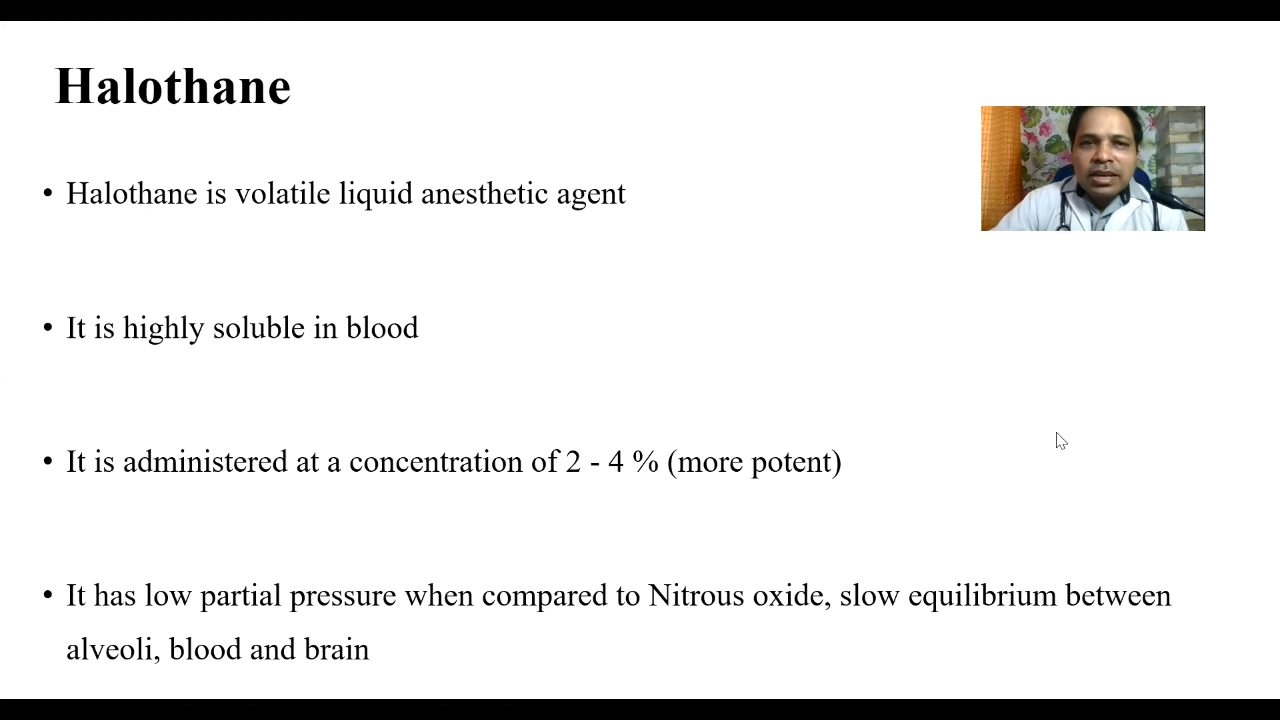 Halothane
• Halothane is volatile liquid anesthetic agent
• It is highly soluble in blood
• It is administered at a concentration of 2 - 4 % (more potent)
• It has low partial pressure when compared to Nitrous oxide, slow equilibrium between
alveoli, blood and brain